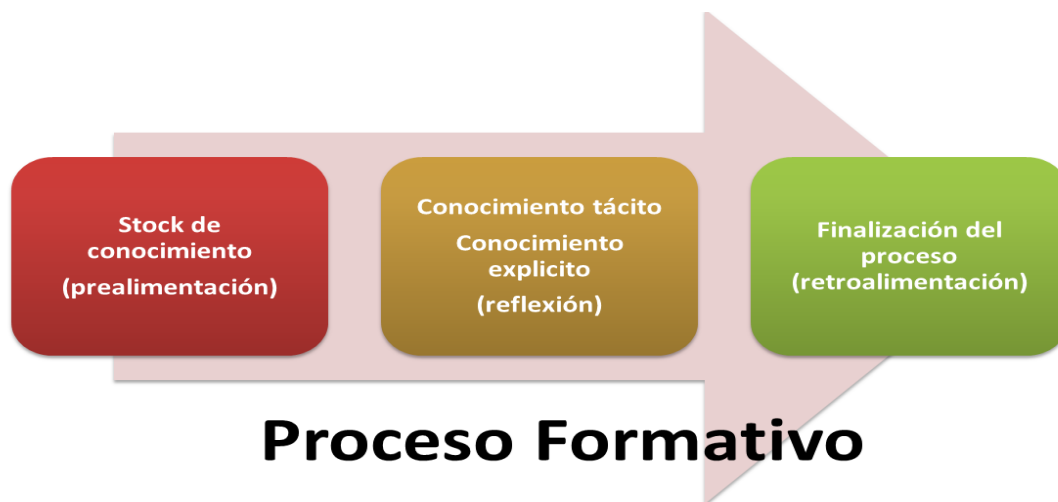 Stock de
conocimiento
(prealimentación)
Conocimiento tácito
Conocimiento
explicito
(reflexión)
Finalización del
proceso
(retroalimentación)
Proceso Formativo